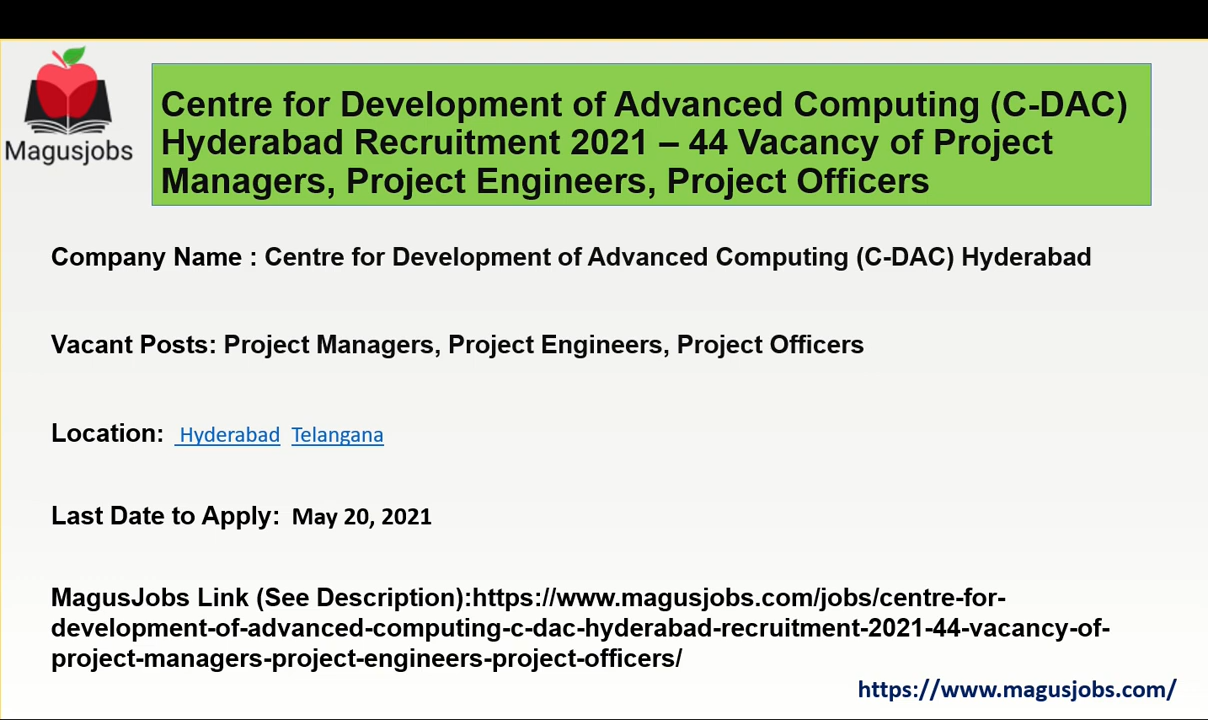 Magusjobs
Centre for Development of Advanced Computing (C-DAC)
Hyderabad Recruitment 2021 – 44 Vacancy of Project
Managers, Project Engineers, Project Officers
Company Name : Centre for Development of Advanced Computing (C-DAC) Hyderabad
Vacant Posts: Project Managers, Project Engineers, Project Officers
Location: Hyderabad Telangana
Last Date to Apply: May 20, 2021
MagusJobs Link (See Description):https://www.magusjobs.com/jobs/centre-for-
development-of-advanced-computing-c-dac-hyderabad-recruitment-2021-44-vacancy-of-
project-managers-project-engineers-project-officers/
https://www.magusjobs.com/